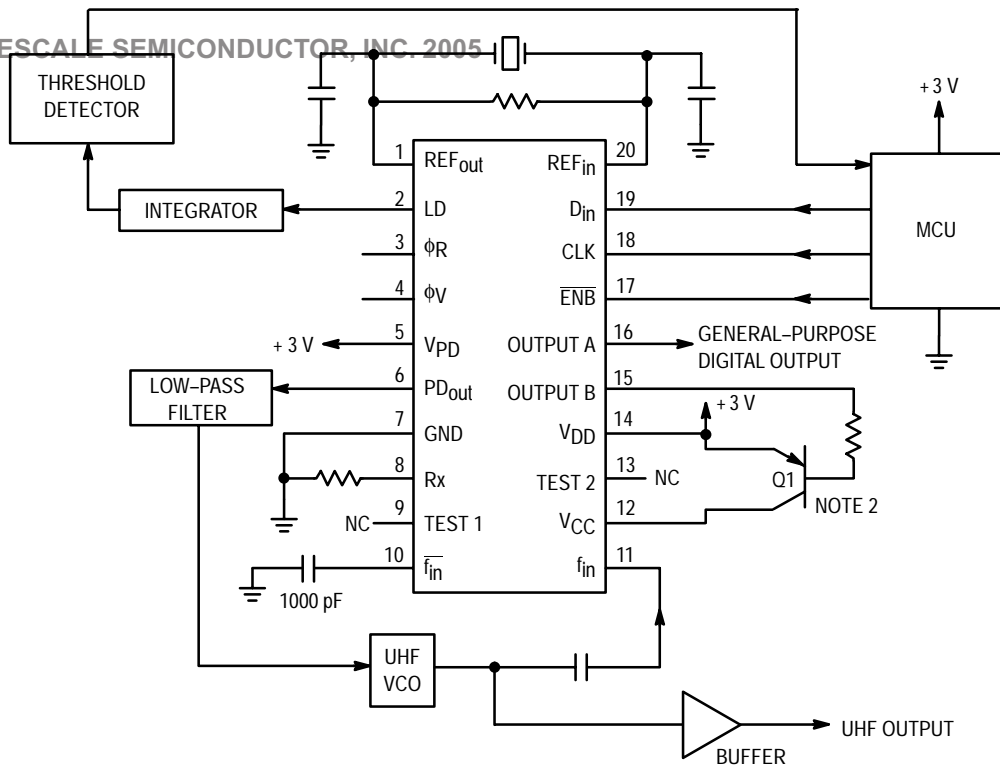 ESCALE SEMICONDUCTOR, INC. 2005
THRESHOLD
DETECTOR
+ 3 V
1
REFout
REFin
20
INTEGRATOR
2
LD
Din
19
MCU
3
ϕR
CLK
18
4
ϕV
ENB
17
+ 3 V
5
VPD
OUTPUT A
16
GENERAL–PURPOSE
DIGITAL OUTPUT
LOW–PASS
FILTER
6
PDout
OUTPUT B
15
+ 3 V
7
GND
VDD
14
8
Rx
TEST 2
13
NC
Q1
NOTE 2
NC
9
TEST 1
VCC
12
10
fin
fin
11
1000 pF
UHF
VCO
UHF OUTPUT
BUFFER